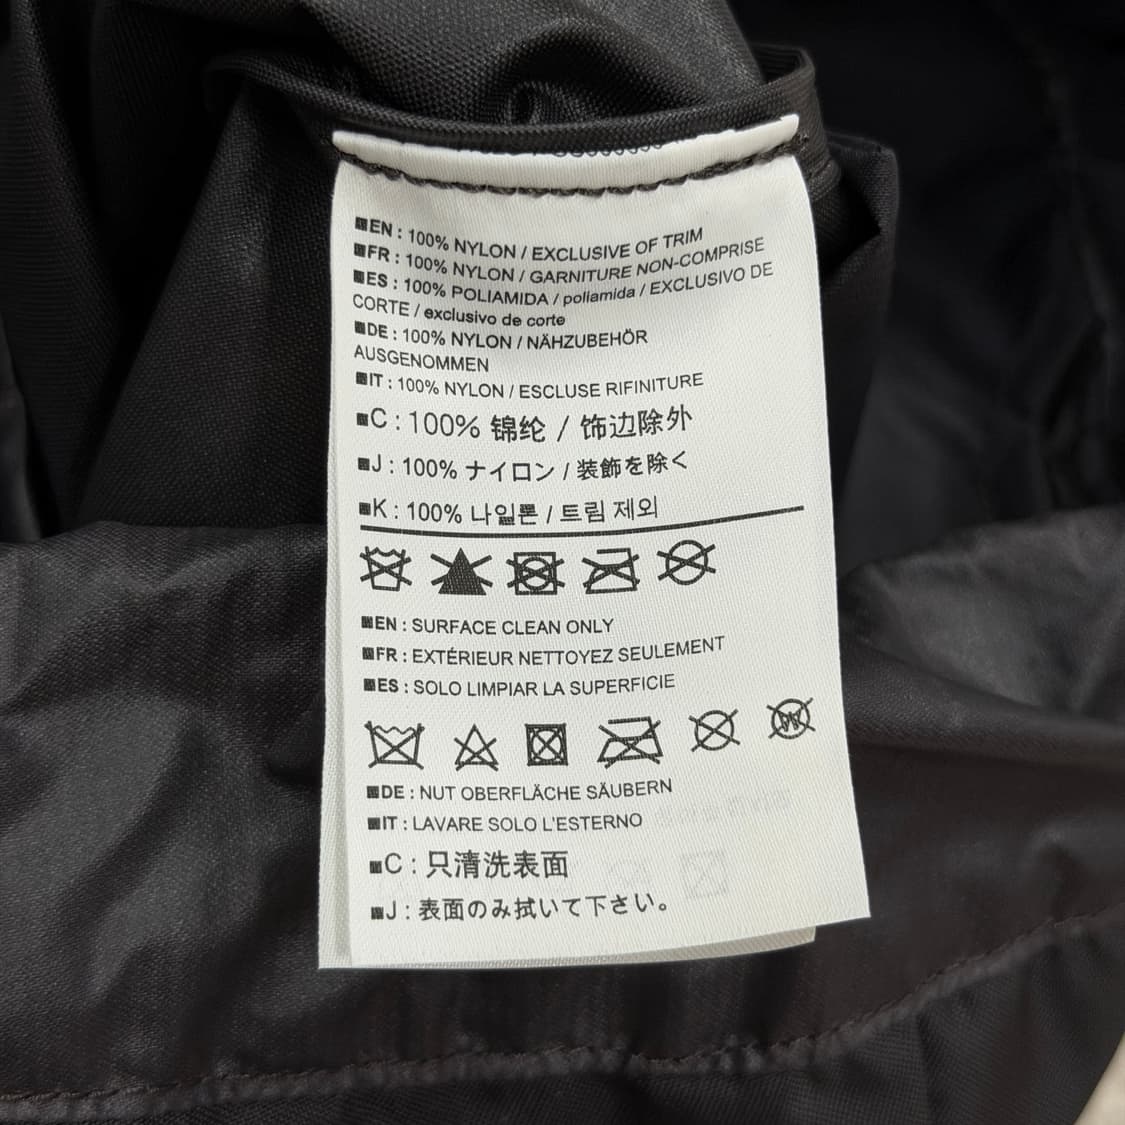 EN : 100% NYLON / EXCLUSIVE OF TRIM
FR : 100% NYLON / GARNITURE NON-COMPRISE
ES : 100% POLIAMIDA / poliamida / EXCLUSIVO DE
CORTE / exclusivo de corte
DE : 100% NYLON / NÄHZUBEHÖR
AUSGENOMMEN
IT : 100% NYLON / ESCLUSE RIFINITURE
C : 100% 锦纶 / 饰边除外
J : 100% ナイロン / 装飾を除く
K : 100% 나일론 / 트림 제외
EN : SURFACE CLEAN ONLY
FR : EXTÉRIEUR NETTOYEZ SEULEMENT
ES : SOLO LIMPIAR LA SUPERFICIE
W
DE : NUT OBERFLÄCHE SÄUBERN
IT : LAVARE SOLO L'ESTERNO
C : 只清洗表面
J : 表面のみ拭いて下さい。